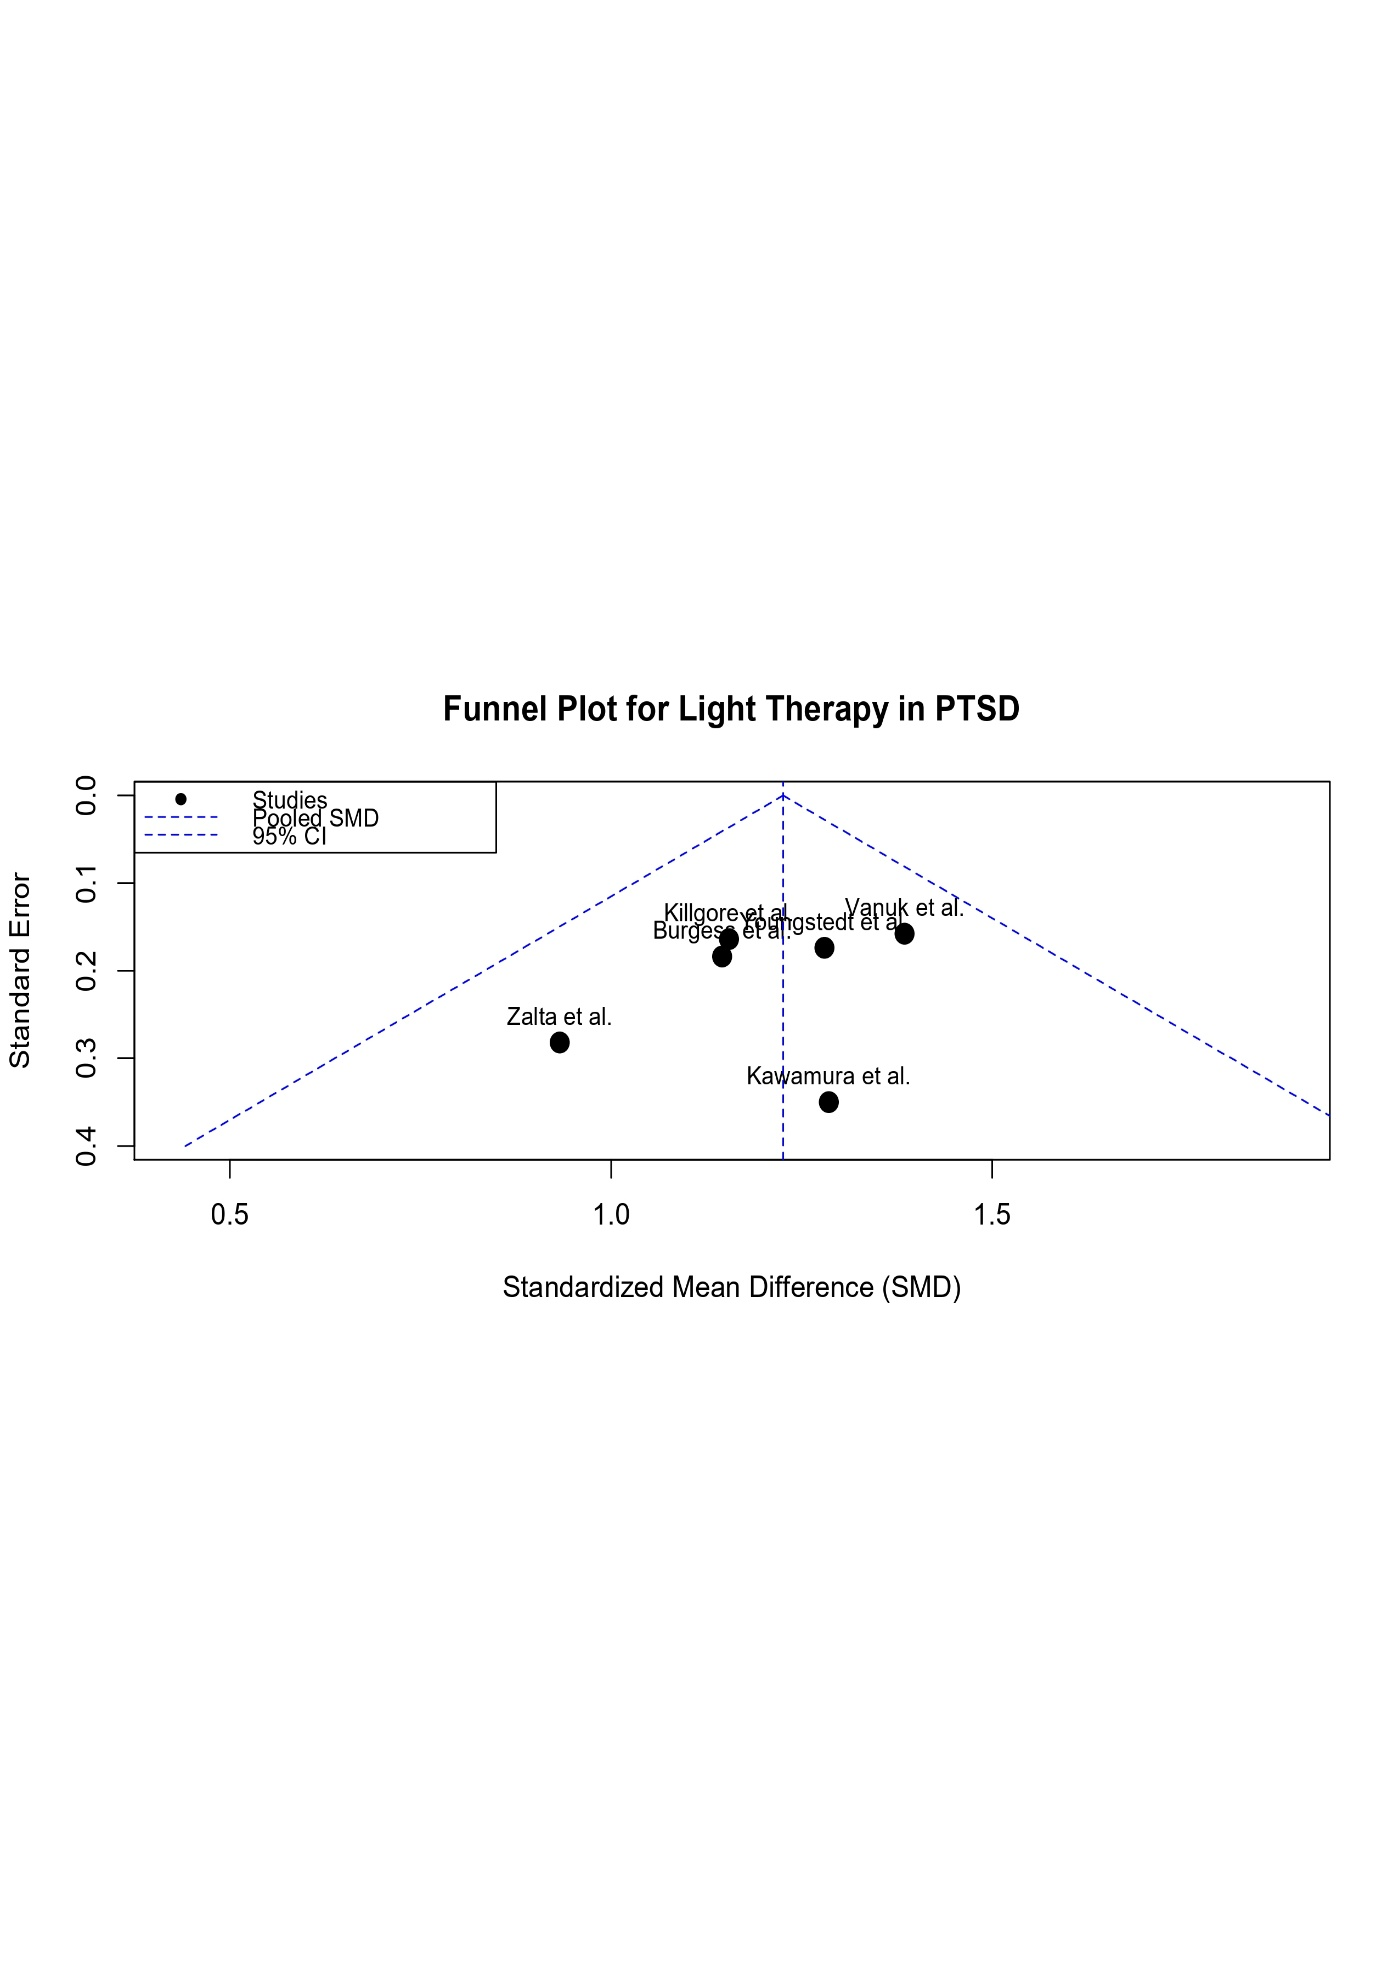 Funnel Plot for Light Therapy in PTSD
Studies
Pooled SMD
95% CI
Standard Error
0.0
0.1
0.2
0.3
0.4
Killgore et al.
Vanuk et al.
Youngstedt et al.
Burgess et al.
Zalta et al.
Kawamura et al.
0.5
1.0
1.5
Standardized Mean Difference (SMD)